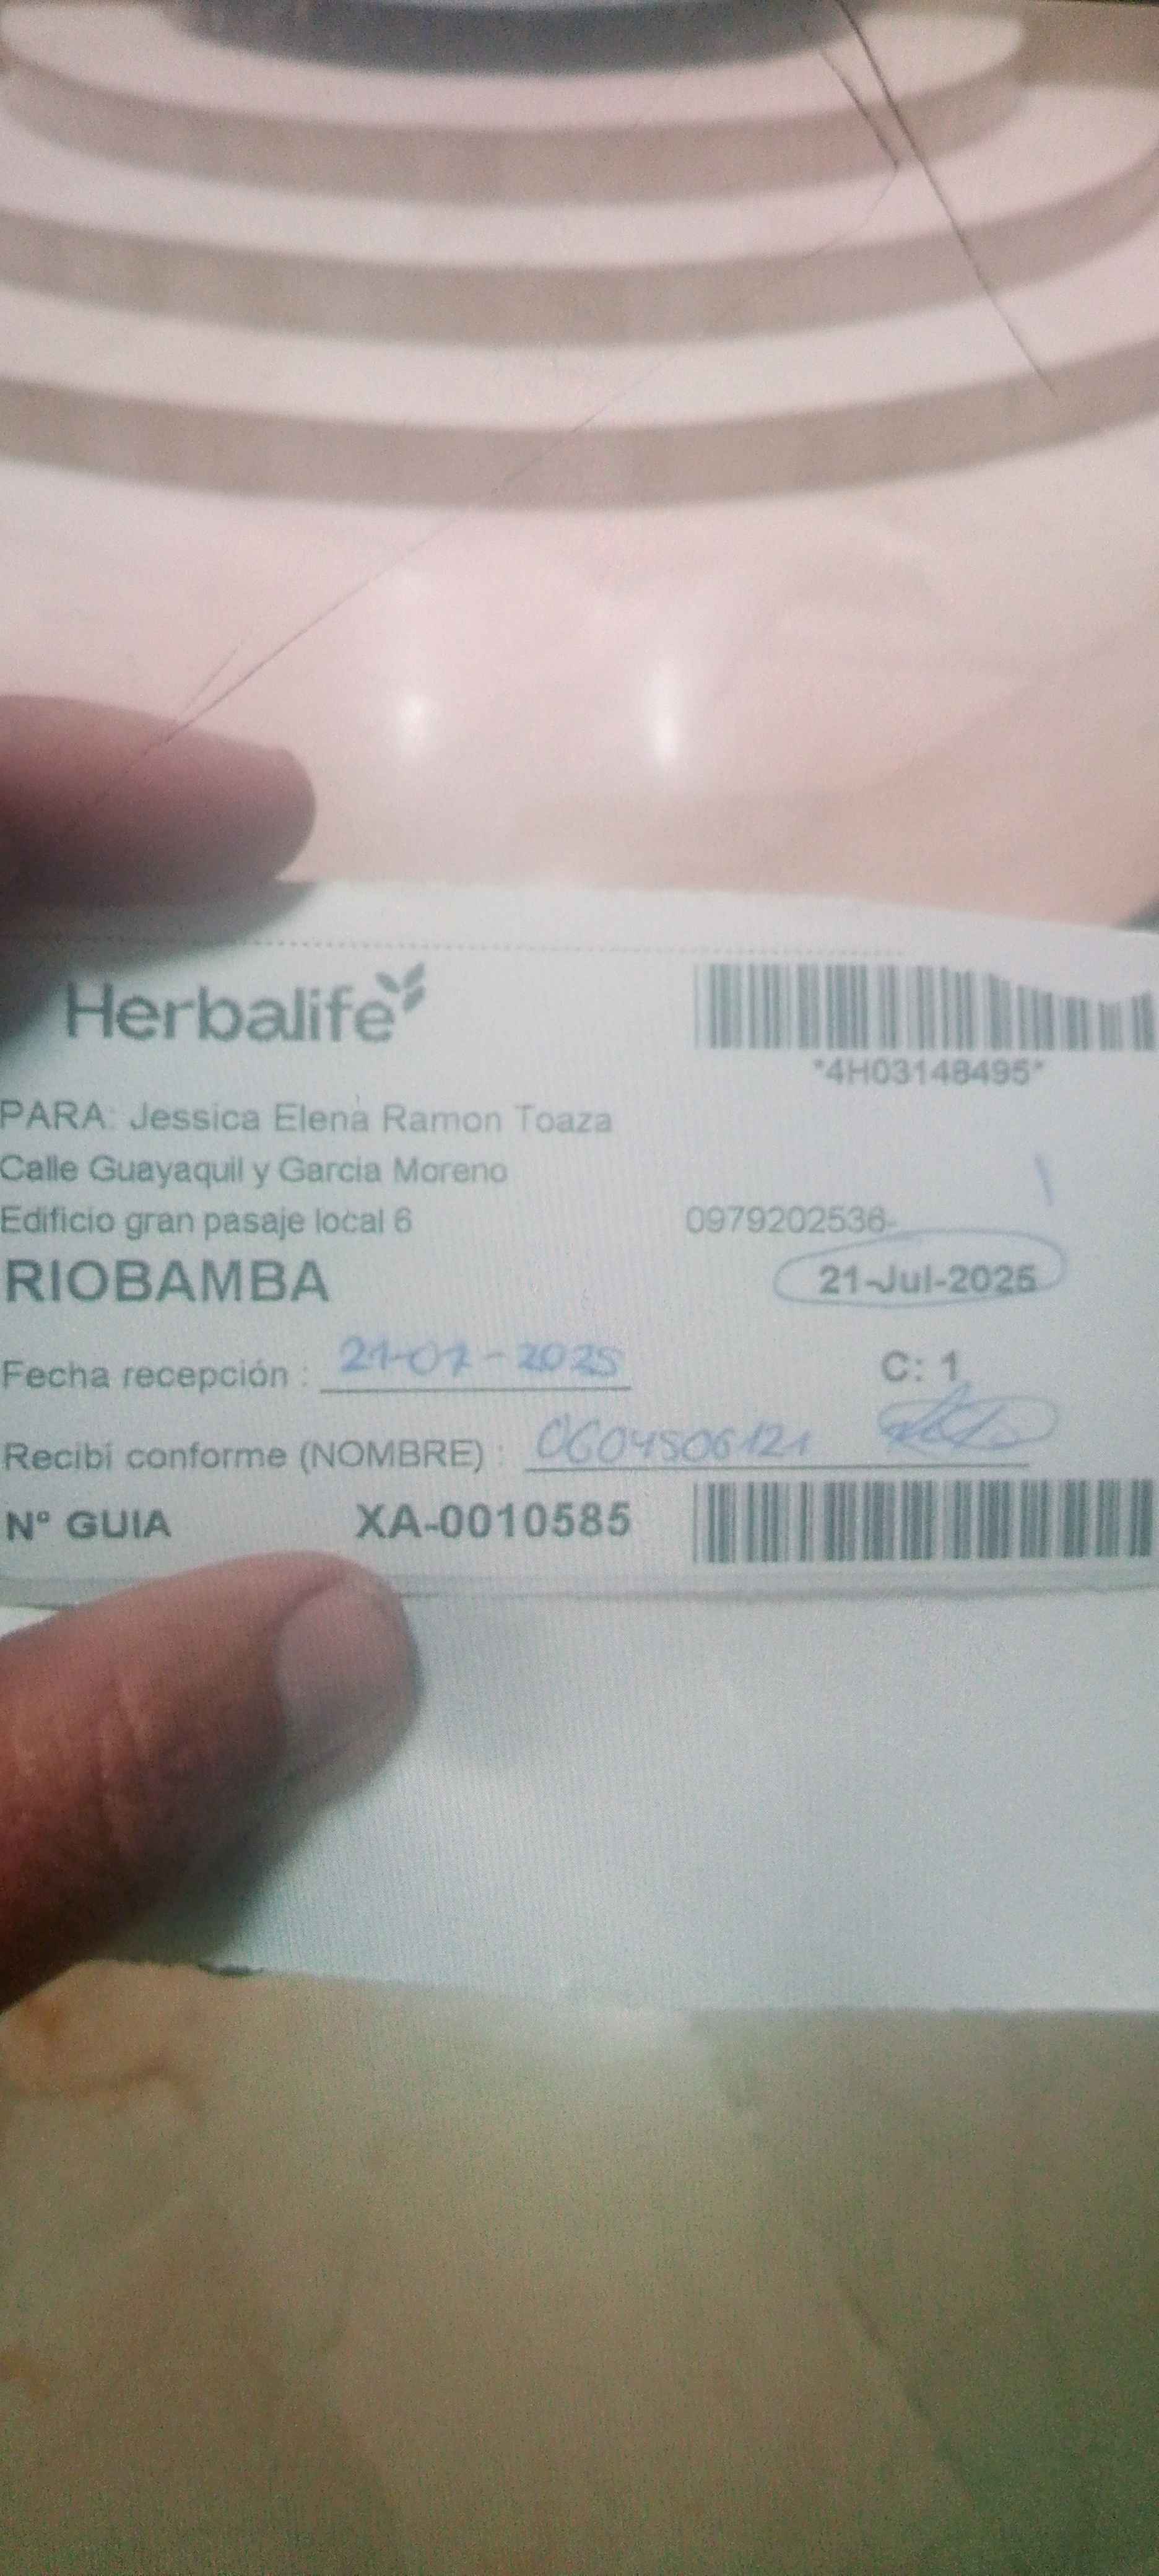 Herbalife
*4H03148495*
PARA: Jessica Elena Ramon Toaza
Calle Guayaquil y Garcia Moreno
Edificio gran pasaje local 6 0979202536-
RIOBAMBA 21-Jul-2025
Fecha recepción : 21-07-2025 C: 1
Recibi conforme (NOMBRE) : 0604506121
Nº GUIA XA-0010585